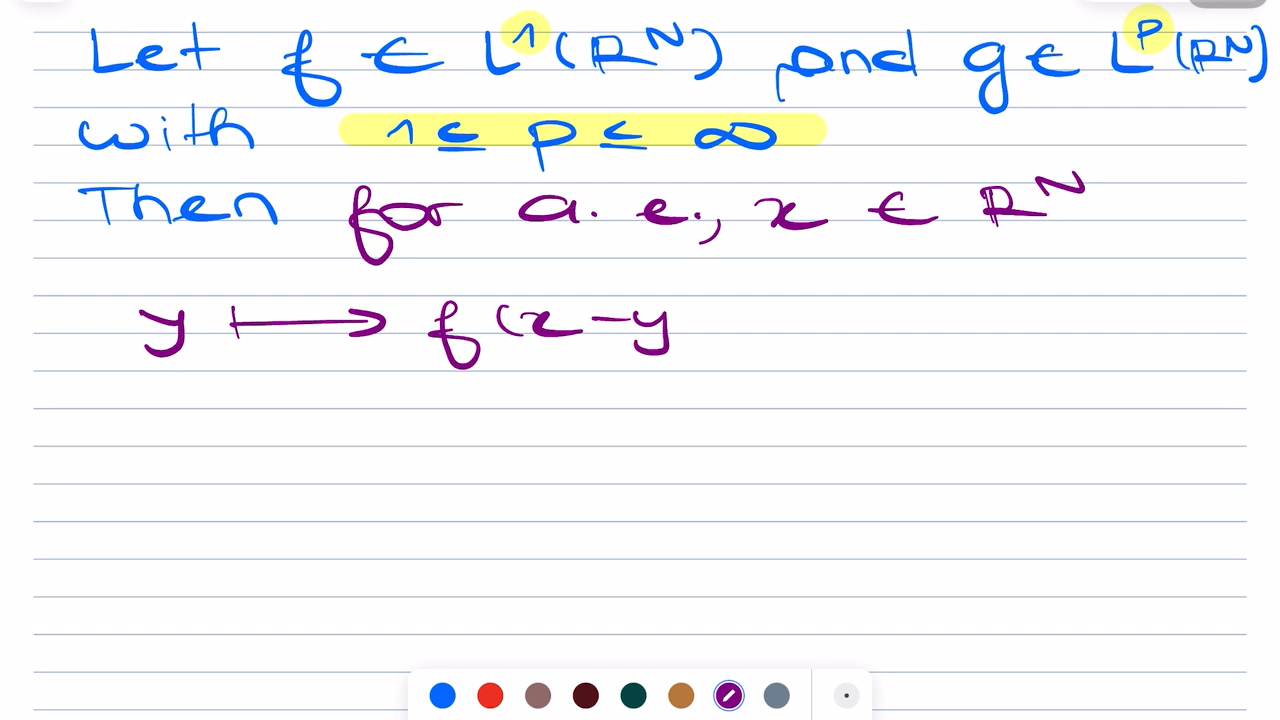 Let f ∈ L¹(ℝᴺ) and g ∈ Lᵖ(ℝᴺ)
with 1 ≤ p ≤ ∞
Then for a.e., x ∈ ℝᴺ
y ⟼ f(x-y